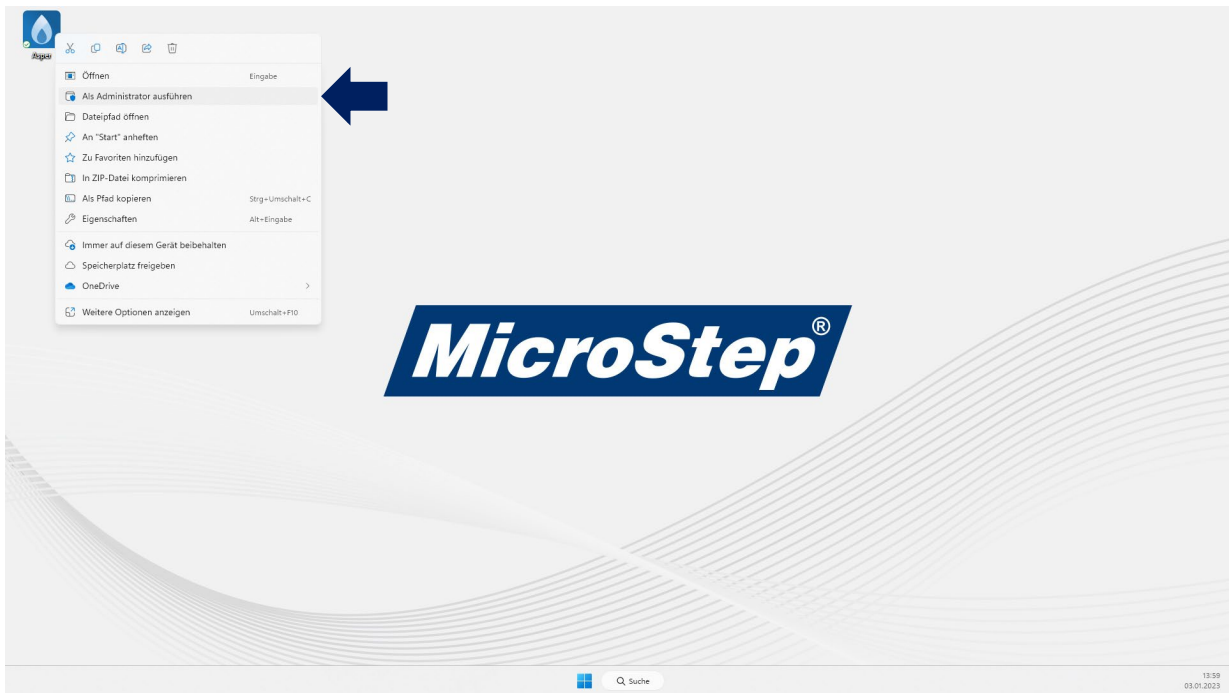 Asper
Öffnen Eingabe
Als Administrator ausführen
Dateipfad öffnen
An "Start" anheften
Zu Favoriten hinzufügen
In ZIP-Datei komprimieren
Als Pfad kopieren Strg+Umschalt+C
Eigenschaften Alt+Eingabe
Immer auf diesem Gerät beibehalten
Speicherplatz freigeben
OneDrive
Weitere Optionen anzeigen Umschalt+F10
MicroStep®
Suche
13:59
03.01.2023